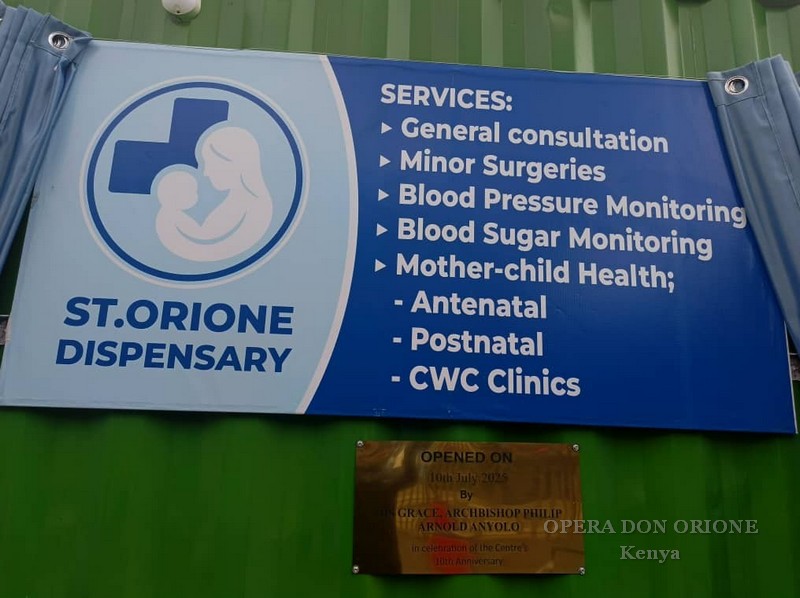 ST.ORIONE
DISPENSARY
SERVICES:
‣ General consultation
‣ Minor Surgeries
‣ Blood Pressure Monitoring
‣ Blood Sugar Monitoring
‣ Mother-child Health;
- Antenatal
- Postnatal
- CWC Clinics
OPENED ON
10th July 2025
By
GRACE, ARCHBISHOP PHILIP
ARNOLD ANYOLO
in celebration of the Centre's
10th Anniversary
OPERA DON ORIONE
Kenya